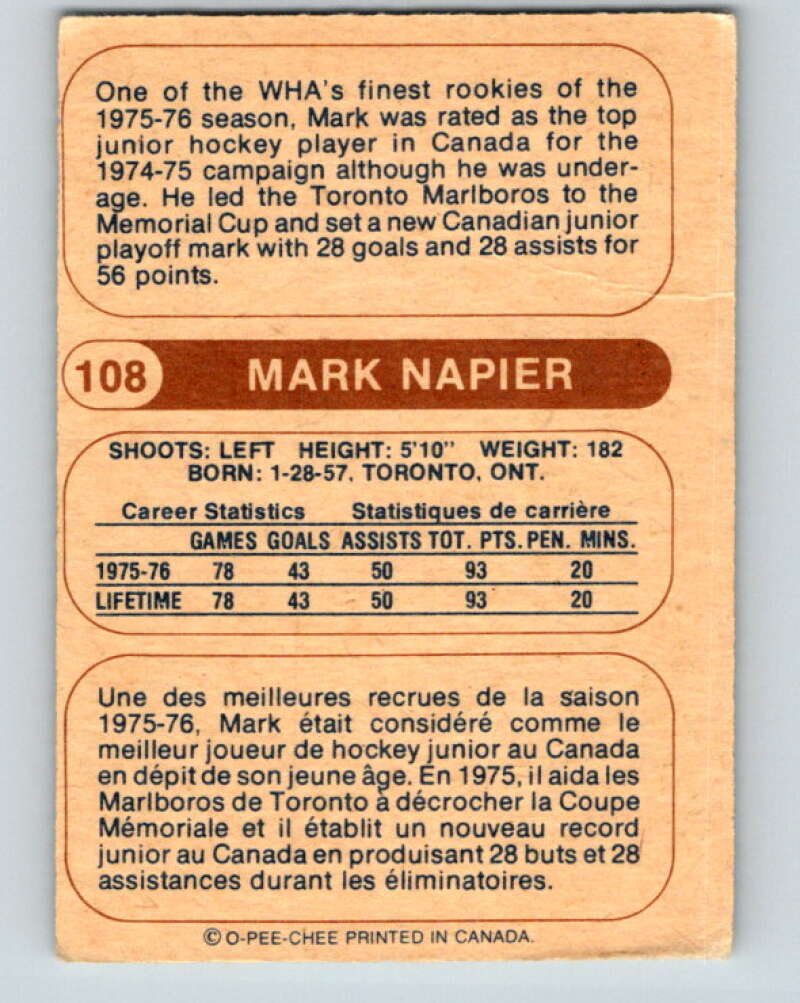 One of the WHA's finest rookies of the
1975-76 season, Mark was rated as the top
junior hockey player in Canada for the
1974-75 campaign although he was under-
age. He led the Toronto Marlboros to the
Memorial Cup and set a new Canadian junior
playoff mark with 28 goals and 28 assists for
56 points.
108 MARK NAPIER
SHOOTS: LEFT HEIGHT: 5'10" WEIGHT: 182
BORN: 1-28-57, TORONTO, ONT.
Career Statistics Statistiques de carrière
GAMES GOALS ASSISTS TOT. PTS. PEN. MINS.
1975-76 78 43 50 93 20
LIFETIME 78 43 50 93 20
Une des meilleures recrues de la saison
1975-76, Mark était considéré comme le
meilleur joueur de hockey junior au Canada
en dépit de son jeune âge. En 1975, il aida les
Marlboros de Toronto à décrocher la Coupe
Mémoriale et il établit un nouveau record
junior au Canada en produisant 28 buts et 28
assistances durant les éliminatoires.
© O-PEE-CHEE PRINTED IN CANADA.